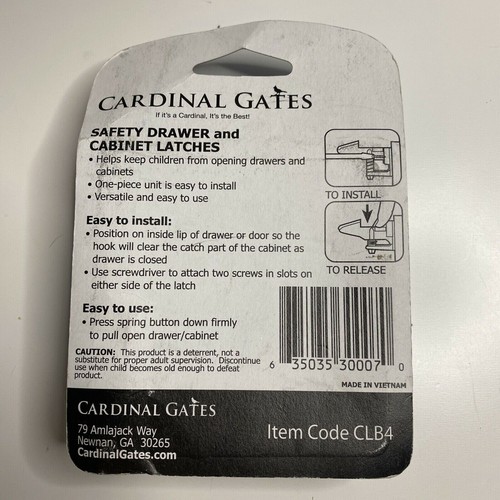 CARDINAL GATES
If it's a Cardinal, It's the Best!
SAFETY DRAWER and
CABINET LATCHES
• Helps keep children from opening drawers and
cabinets
• One-piece unit is easy to install
• Versatile and easy to use
TO INSTALL
Easy to install:
• Position on inside lip of drawer or door so the
hook will clear the catch part of the cabinet as
drawer is closed
• Use screwdriver to attach two screws in slots on
either side of the latch
TO RELEASE
Easy to use:
• Press spring button down firmly
to pull open drawer/cabinet
CAUTION: This product is a deterrent, not a
substitute for proper adult supervision. Discontinue
use when child becomes old enough to defeat
product.
6 35035 30007 0
MADE IN VIETNAM
CARDINAL GATES
79 Amlajack Way
Newnan, GA 30265
CardinalGates.com
Item Code CLB4